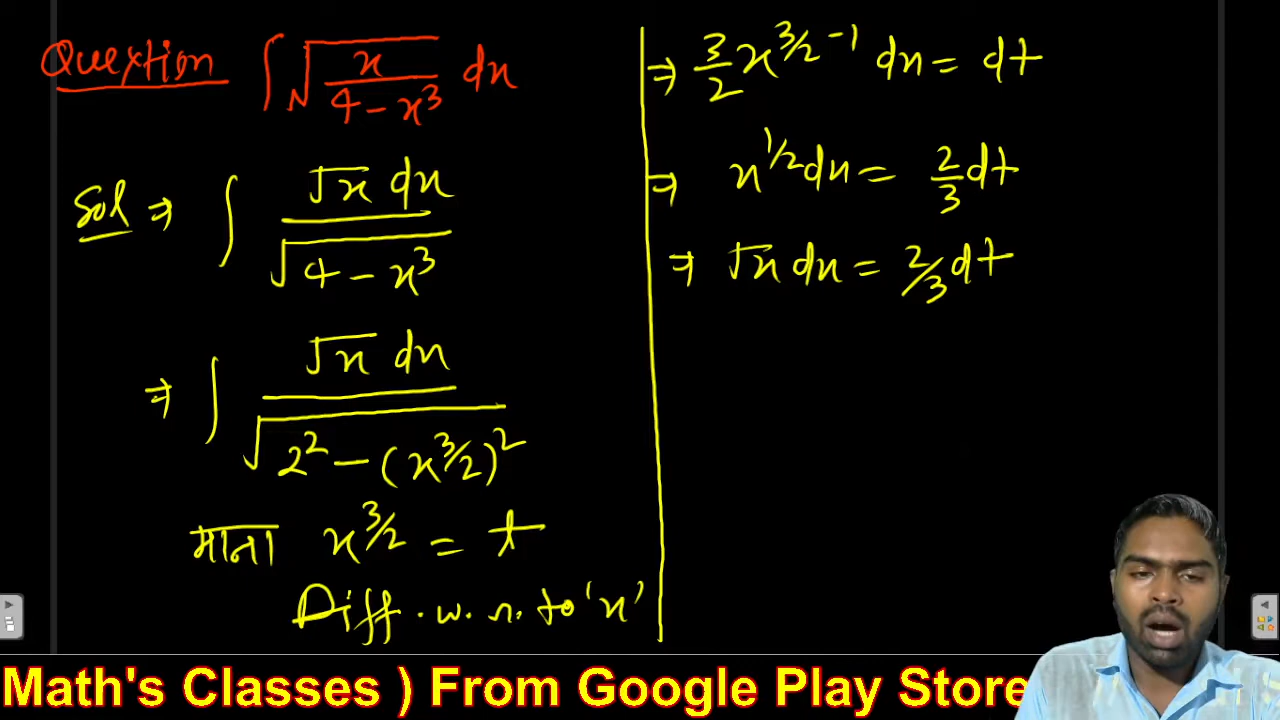 Quextion ∫ √(x/(4-x³)) dx
Sol ⇒ ∫ √x dx / √(4-x³)
⇒ ∫ √x dx / √(2²-(x^3/2)²)
माना x^3/2 = t
Diff. w. r. to 'x'
⇒ 3/2 x^3/2-1 dx = dt
⇒ x^1/2 dx = 2/3 dt
⇒ √x dx = 2/3 dt
Math's Classes ) From Google Play Store